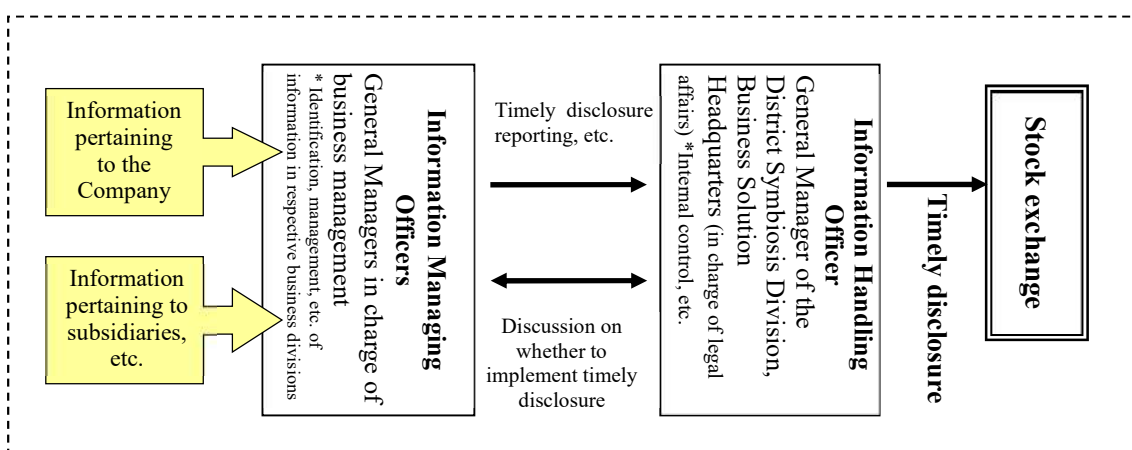 Information
pertaining
to the
Company
Information
pertaining to
subsidiaries,
etc.
Information Managing
Officers
General Managers in charge of
business management
* Identification, management, etc. of
information in respective business divisions
Timely disclosure
reporting, etc.
Discussion on
whether to
implement timely
disclosure
Information Handling
Officer
General Manager of the
District Symbiosis Division,
Business Solution
Headquarters (in charge of legal
affairs) *Internal control, etc.
Timely disclosure
Stock exchange